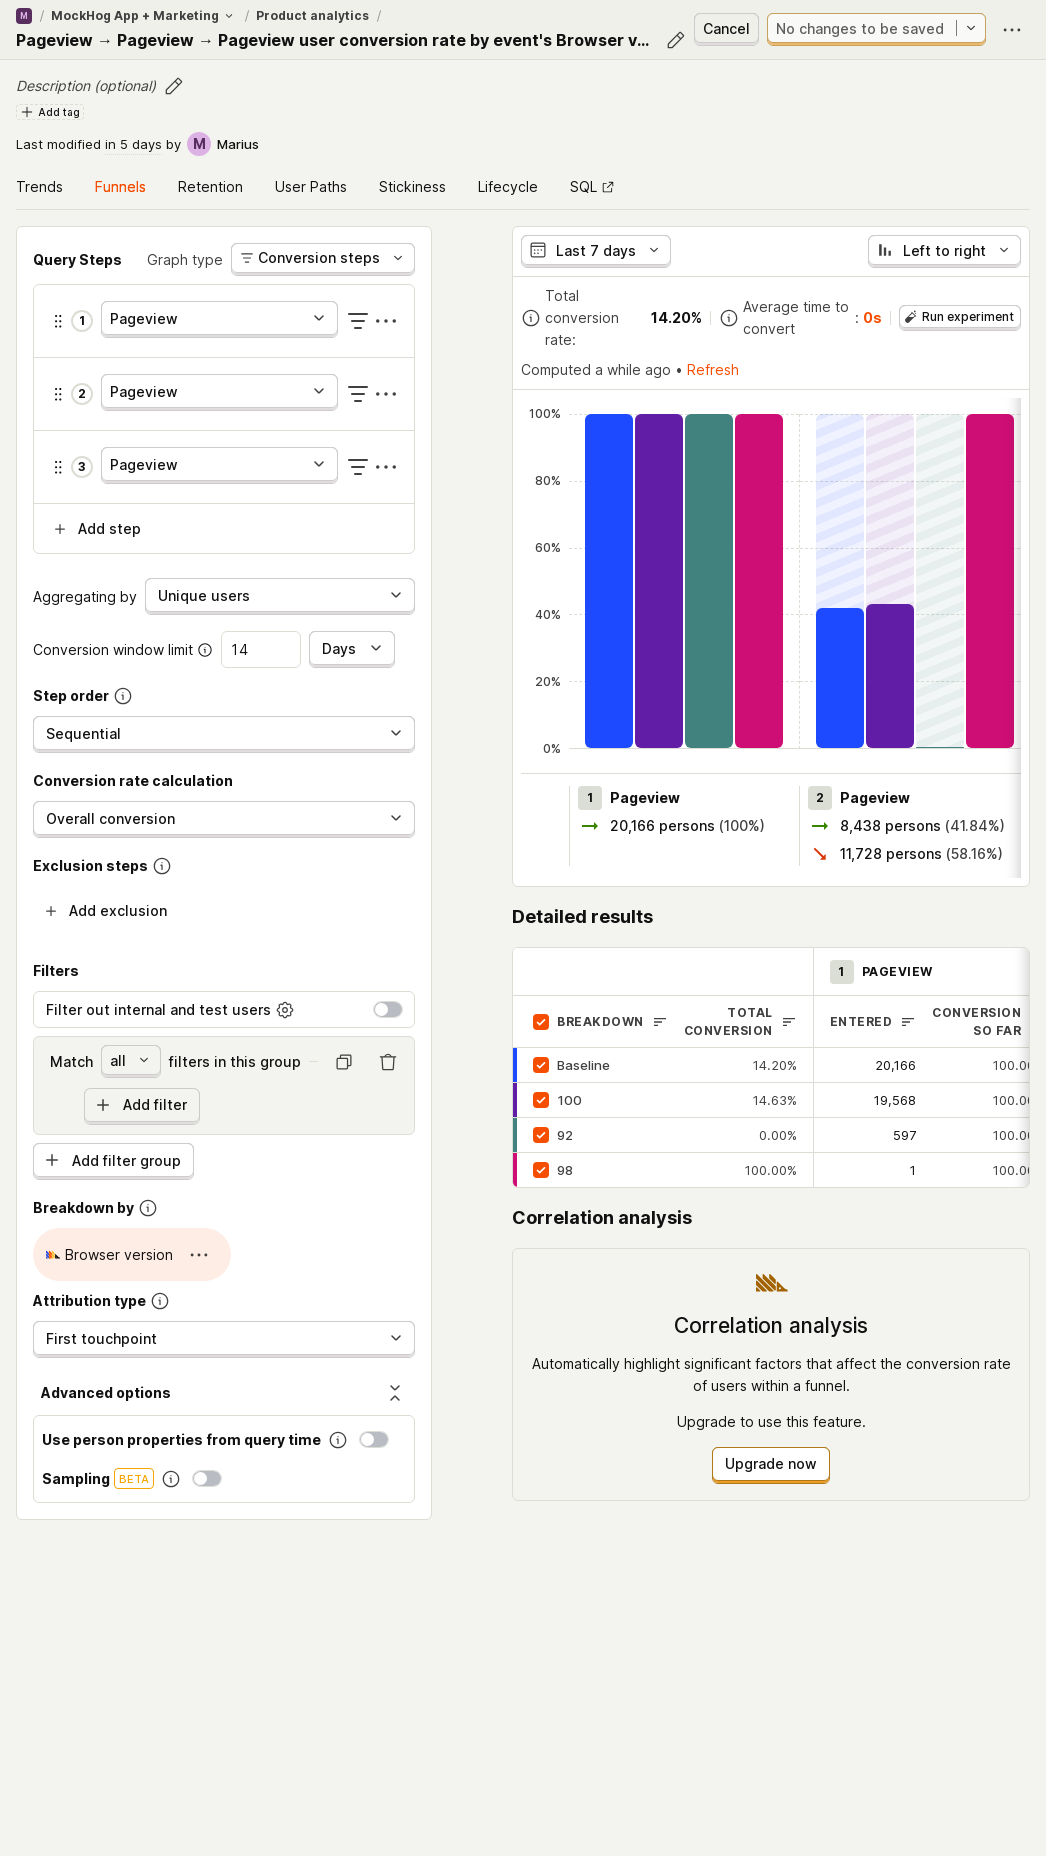 M / MockHog App + Marketing / Product analytics /
Pageview → Pageview → Pageview user conversion rate by event's Browser v...
Cancel
No changes to be saved
Description (optional)
Add tag
Last modified in 5 days by M Marius
Trends Funnels Retention User Paths Stickiness Lifecycle SQL
Query Steps Graph type Conversion steps
1 Pageview
2 Pageview
3 Pageview
Add step
Aggregating by Unique users
Conversion window limit 14 Days
Step order
Sequential
Conversion rate calculation
Overall conversion
Exclusion steps
Add exclusion
Filters
Filter out internal and test users
Match all filters in this group
Add filter
Add filter group
Breakdown by
Browser version
Attribution type
First touchpoint
Advanced options
Use person properties from query time
Sampling BETA
Last 7 days Left to right
Total
conversion
rate:
14.20%
Average time to
convert
: 0s
Run experiment
Computed a while ago • Refresh
100%
80%
60%
40%
20%
0%
1 Pageview
20,166 persons (100%)
2 Pageview
8,438 persons (41.84%)
11,728 persons (58.16%)
Detailed results
1 PAGEVIEW
BREAKDOWN TOTAL CONVERSION ENTERED CONVERSION SO FAR
Baseline 14.20% 20,166 100.00
100 14.63% 19,568 100.00
92 0.00% 597 100.00
98 100.00% 1 100.00
Correlation analysis
Correlation analysis
Automatically highlight significant factors that affect the conversion rate
of users within a funnel.
Upgrade to use this feature.
Upgrade now